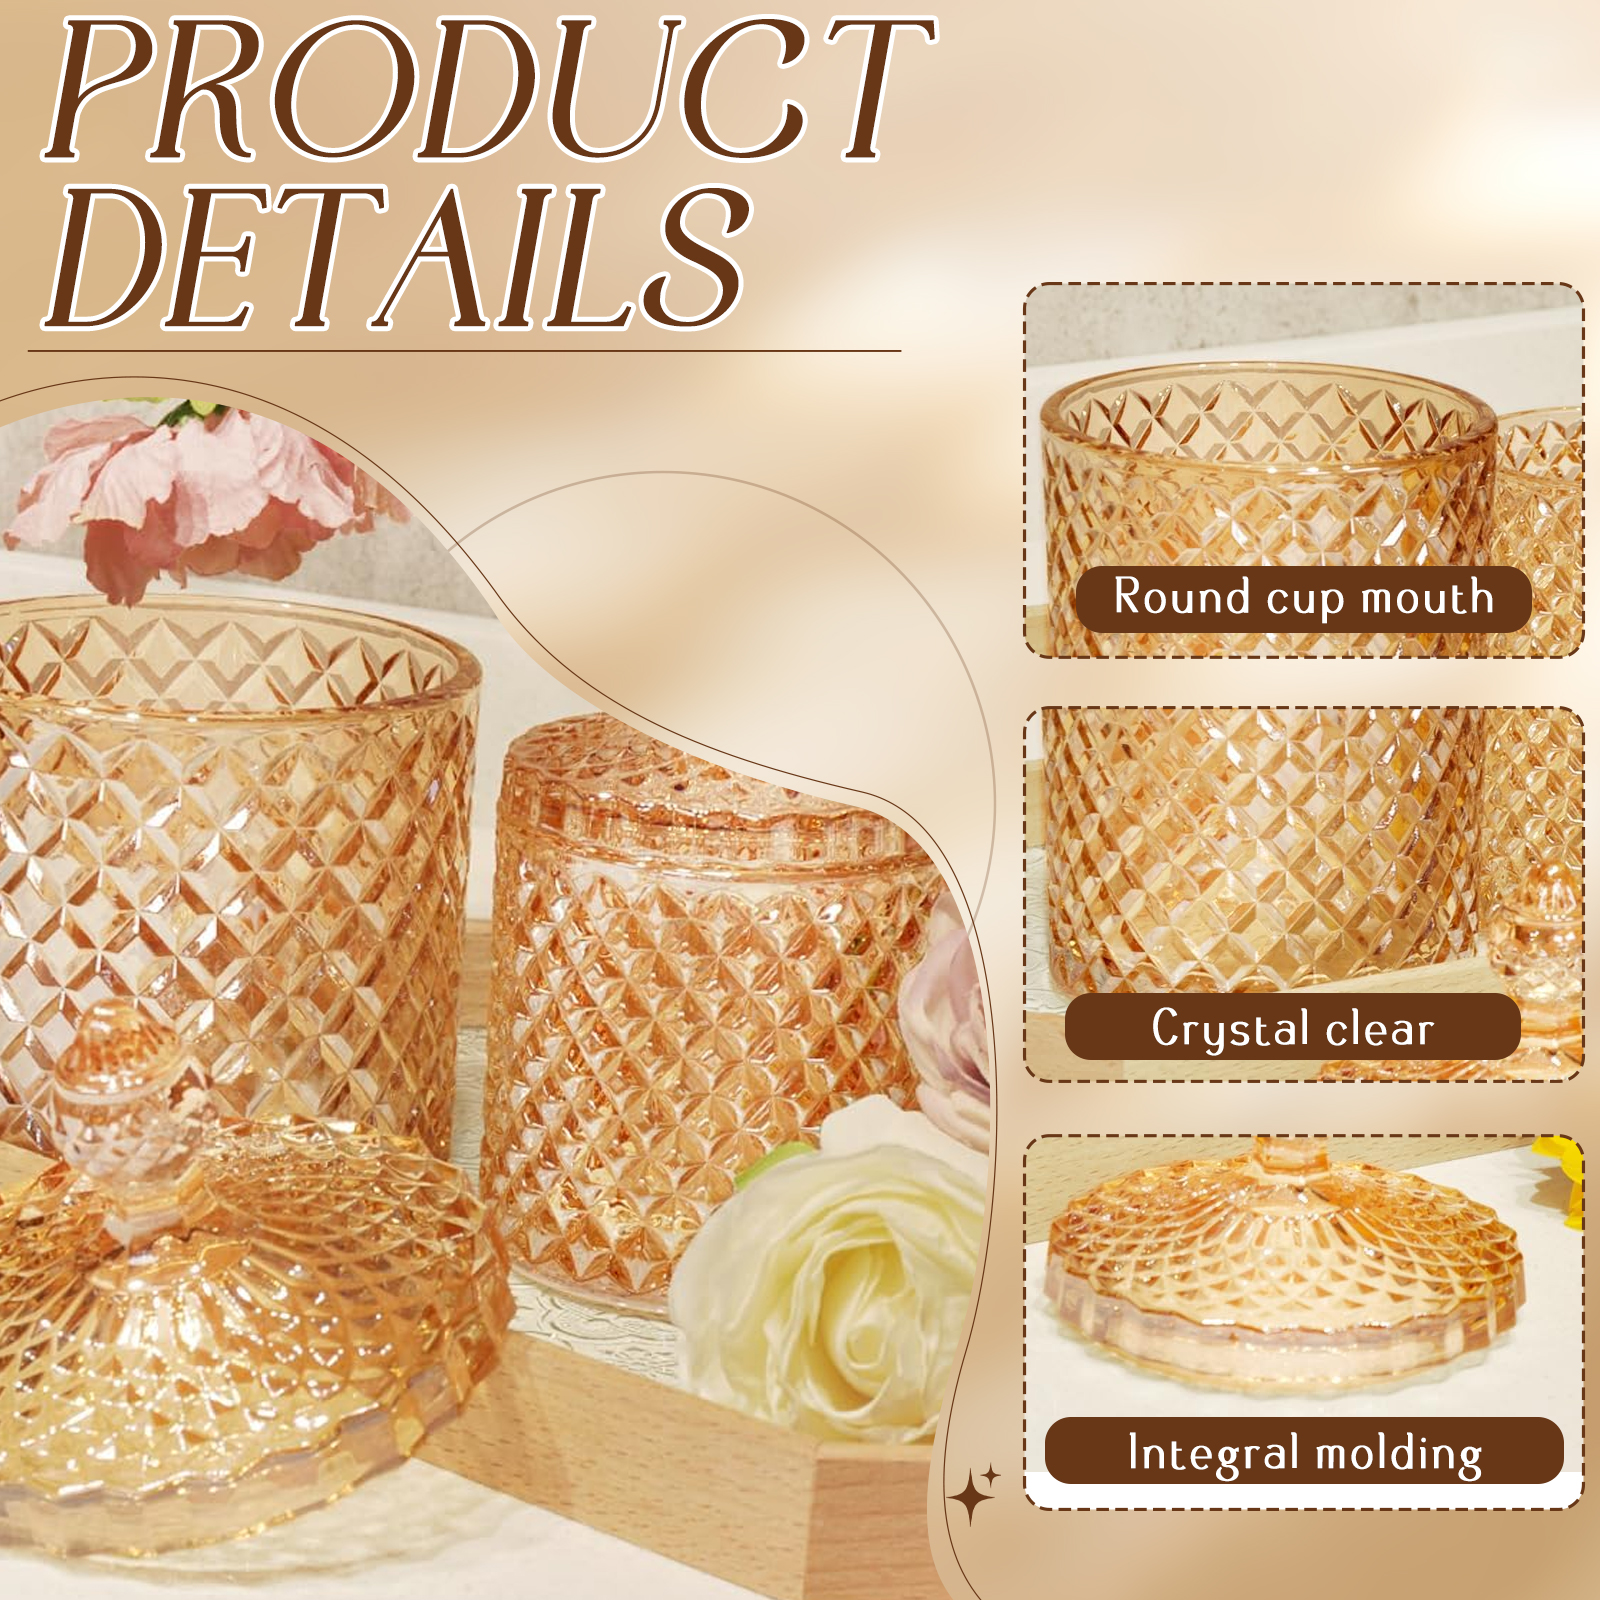 PRODUCT
DETAILS
Round cup mouth
Crystal clear
Integral molding